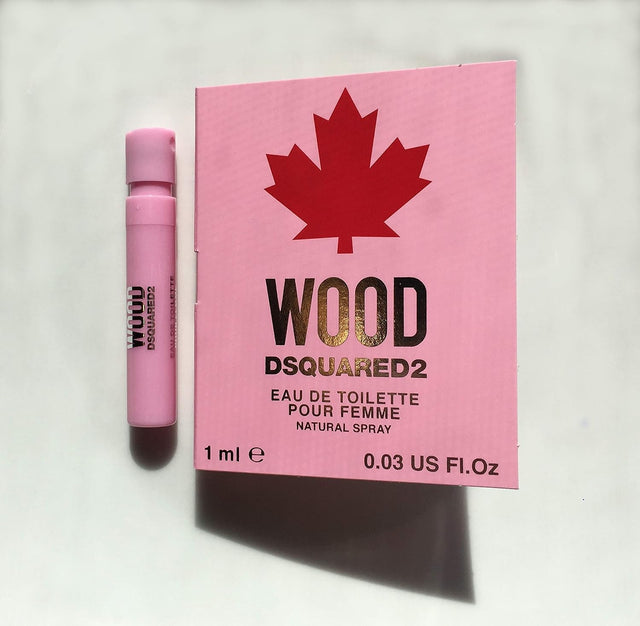 WOOD
DSQUARED2
EAU DE TOILETTE
WOOD
DSQUARED2
EAU DE TOILETTE
POUR FEMME
NATURAL SPRAY
1 ml ℮
0.03 US Fl.Oz